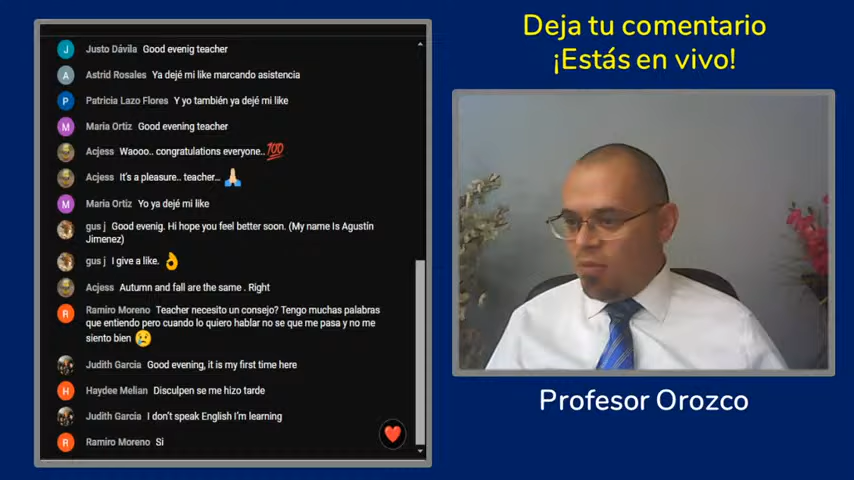 Deja tu comentario
¡Estás en vivo!
J Justo Dávila Good evenig teacher
A Astrid Rosales Ya dejé mi like marcando asistencia
P Patricia Lazo Flores Y yo también ya dejé mi like
M Maria Ortiz Good evening teacher
Acjess Waooo.. congratulations everyone.. 💯
Acjess It's a pleasure.. teacher... 🙏🏻
M Maria Ortiz Yo ya dejé mi like
gus j Good evenig. Hi hope you feel better soon. (My name Is Agustín
Jimenez)
gus j I give a like. 👌
Acjess Autumn and fall are the same . Right
R Ramiro Moreno Teacher necesito un consejo? Tengo muchas palabras
que entiendo pero cuando lo quiero hablar no se que me pasa y no me
siento bien 😢
Judith Garcia Good evening, it is my first time here
H Haydee Melian Disculpen se me hizo tarde
Judith Garcia I don't speak English I'm learning
R Ramiro Moreno Si
Profesor Orozco